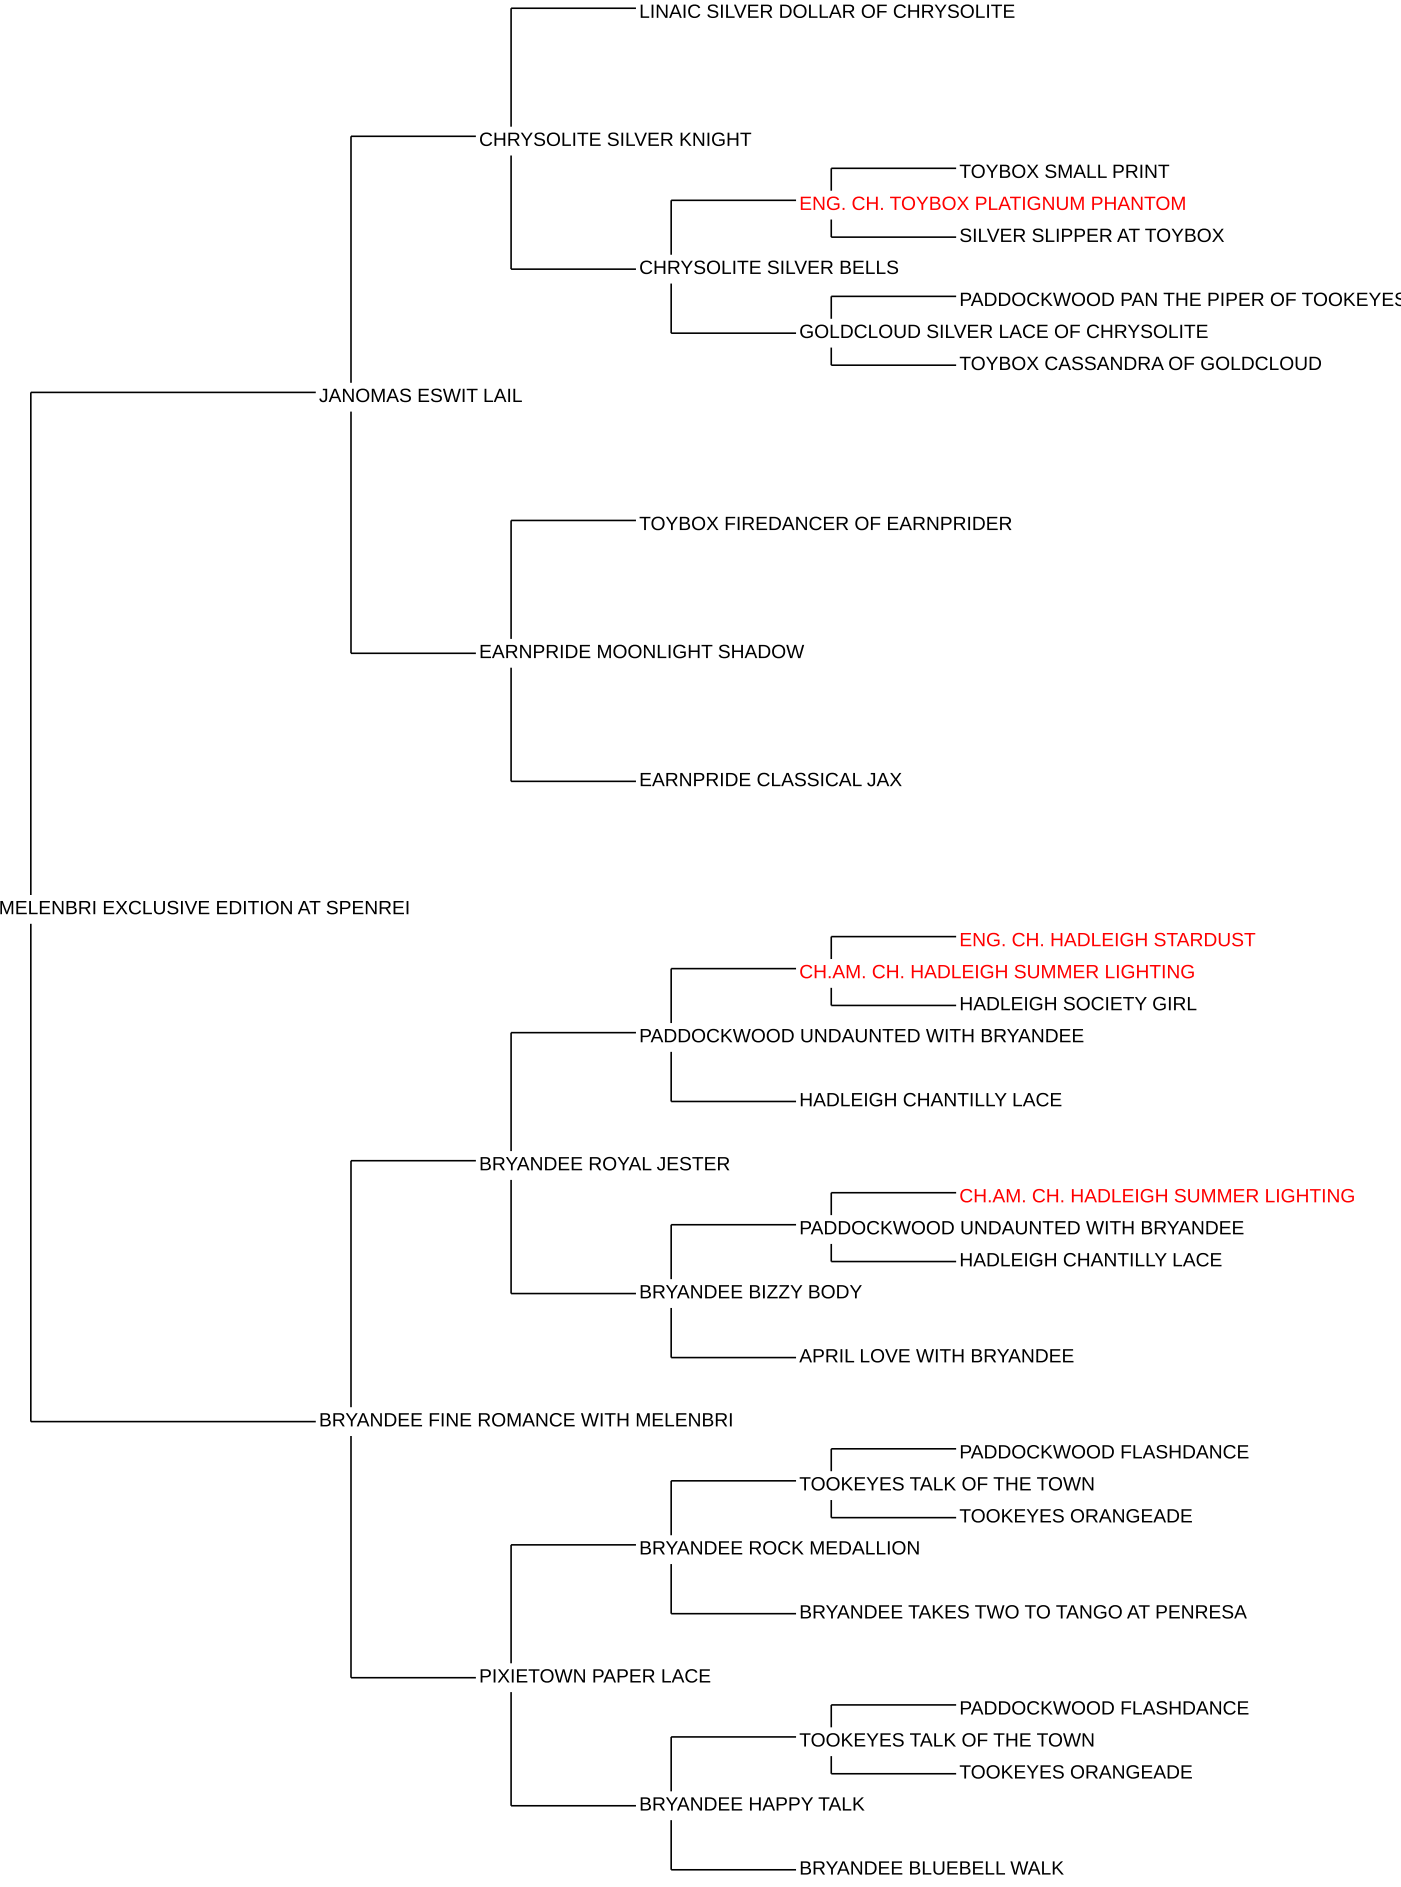 LINAIC SILVER DOLLAR OF CHRYSOLITE
CHRYSOLITE SILVER KNIGHT
TOYBOX SMALL PRINT
ENG. CH. TOYBOX PLATIGNUM PHANTOM
SILVER SLIPPER AT TOYBOX
CHRYSOLITE SILVER BELLS
PADDOCKWOOD PAN THE PIPER OF TOOKEYES
GOLDCLOUD SILVER LACE OF CHRYSOLITE
TOYBOX CASSANDRA OF GOLDCLOUD
JANOMAS ESWIT LAIL
TOYBOX FIREDANCER OF EARNPRIDER
EARNPRIDE MOONLIGHT SHADOW
EARNPRIDE CLASSICAL JAX
MELENBRI EXCLUSIVE EDITION AT SPENREI
ENG. CH. HADLEIGH STARDUST
CH.AM. CH. HADLEIGH SUMMER LIGHTING
HADLEIGH SOCIETY GIRL
PADDOCKWOOD UNDAUNTED WITH BRYANDEE
HADLEIGH CHANTILLY LACE
BRYANDEE ROYAL JESTER
CH.AM. CH. HADLEIGH SUMMER LIGHTING
PADDOCKWOOD UNDAUNTED WITH BRYANDEE
HADLEIGH CHANTILLY LACE
BRYANDEE BIZZY BODY
APRIL LOVE WITH BRYANDEE
BRYANDEE FINE ROMANCE WITH MELENBRI
PADDOCKWOOD FLASHDANCE
TOOKEYES TALK OF THE TOWN
TOOKEYES ORANGEADE
BRYANDEE ROCK MEDALLION
BRYANDEE TAKES TWO TO TANGO AT PENRESA
PIXIETOWN PAPER LACE
PADDOCKWOOD FLASHDANCE
TOOKEYES TALK OF THE TOWN
TOOKEYES ORANGEADE
BRYANDEE HAPPY TALK
BRYANDEE BLUEBELL WALK